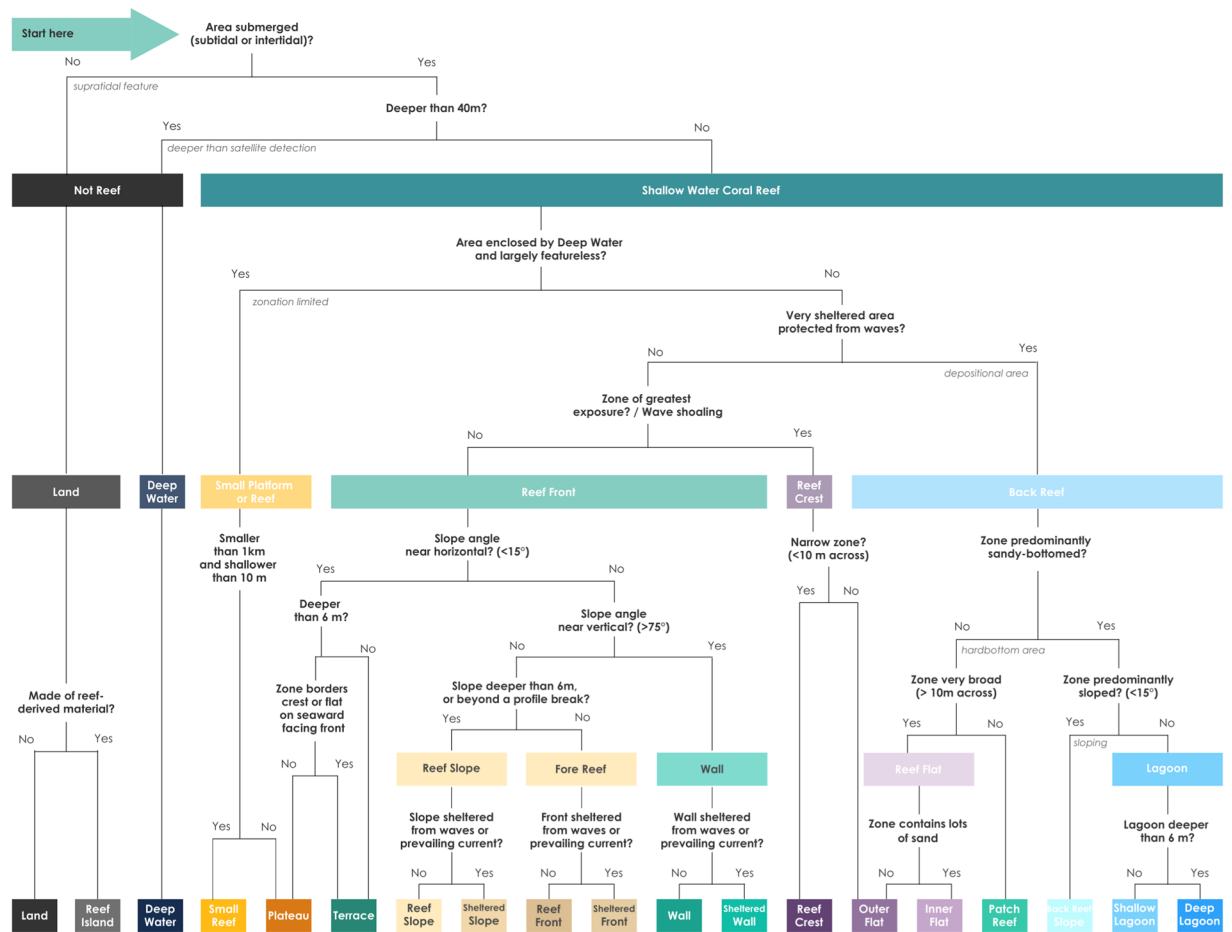 Start here
Area submerged
(subtidal or intertidal)?
No
Yes
supratidal feature
Deeper than 40m?
Yes
No
deeper than satellite detection
Not Reef
Shallow Water Coral Reef
Area enclosed by Deep Water
and largely featureless?
Yes
No
zonation limited
Very sheltered area
protected from waves?
No
Yes
depositional area
Zone of greatest
exposure? / Wave shoaling
No
Yes
Land
Deep
Water
Small Platform
or Reef
Reef Front
Reef
Crest
Back Reef
Smaller
than 1km
and shallower
than 10 m
Slope angle
near horizontal? (<15°)
Narrow zone?
(<10 m across)
Zone predominantly
sandy-bottomed?
Yes
No
Yes
No
Deeper
than 6 m?
Slope angle
near vertical? (>75°)
No
No
Yes
No
Yes
hardbottom area
Made of reef-
derived material?
Zone borders
crest or flat
on seaward
facing front
Slope deeper than 6m,
or beyond a profile break?
Zone very broad
(> 10m across)
Zone predominantly
sloped? (<15°)
No
Yes
Yes
No
Yes
No
Yes
No
sloping
No
Yes
Reef Slope
Fore Reef
Wall
Reef Flat
Lagoon
Yes
No
Slope sheltered
from waves or
prevailing current?
Front sheltered
from waves or
prevailing current?
Wall sheltered
from waves or
prevailing current?
Zone contains lots
of sand
Lagoon deeper
than 6 m?
No
Yes
No
Yes
No
Yes
No
Yes
No
Yes
Land
Reef
Island
Deep
Water
Small
Reef
Plateau
Terrace
Reef
Slope
Sheltered
Slope
Reef
Front
Sheltered
Front
Wall
Sheltered
Wall
Reef
Crest
Outer
Flat
Inner
Flat
Patch
Reef
Back Reef
Slope
Shallow
Lagoon
Deep
Lagoon